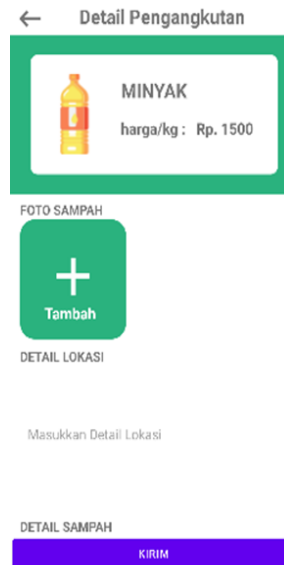 Detail Pengangkutan
MINYAK
harga/kg : Rp. 1500
FOTO SAMPAH
Tambah
DETAIL LOKASI
Masukkan Detail Lokasi
DETAIL SAMPAH
KIRIM